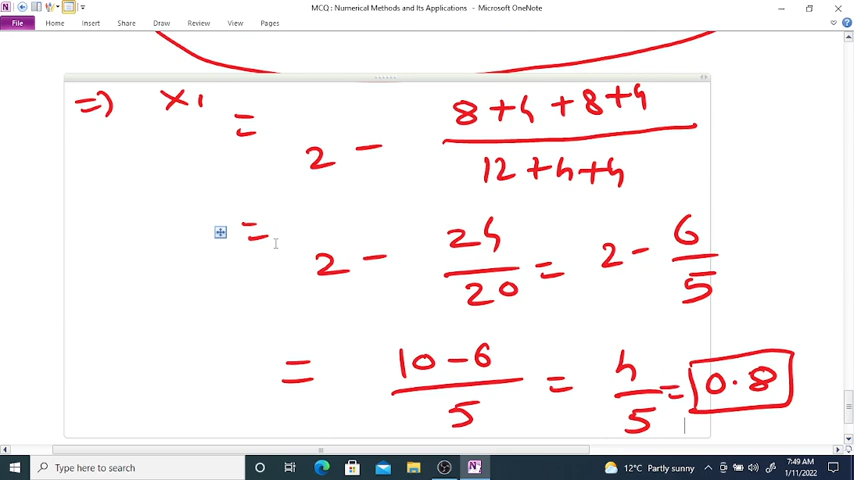 MCQ : Numerical Methods and Its Applications - Microsoft OneNote
File Home Insert Share Draw Review View Pages
=> x1 = 2 - (8+4+8+4)/(12+4+4)
= 2 - 24/20 = 2 - 6/5
= (10-6)/5 = 4/5 = 0.8
Type here to search
12°C Partly sunny
7:49 AM
1/11/2022